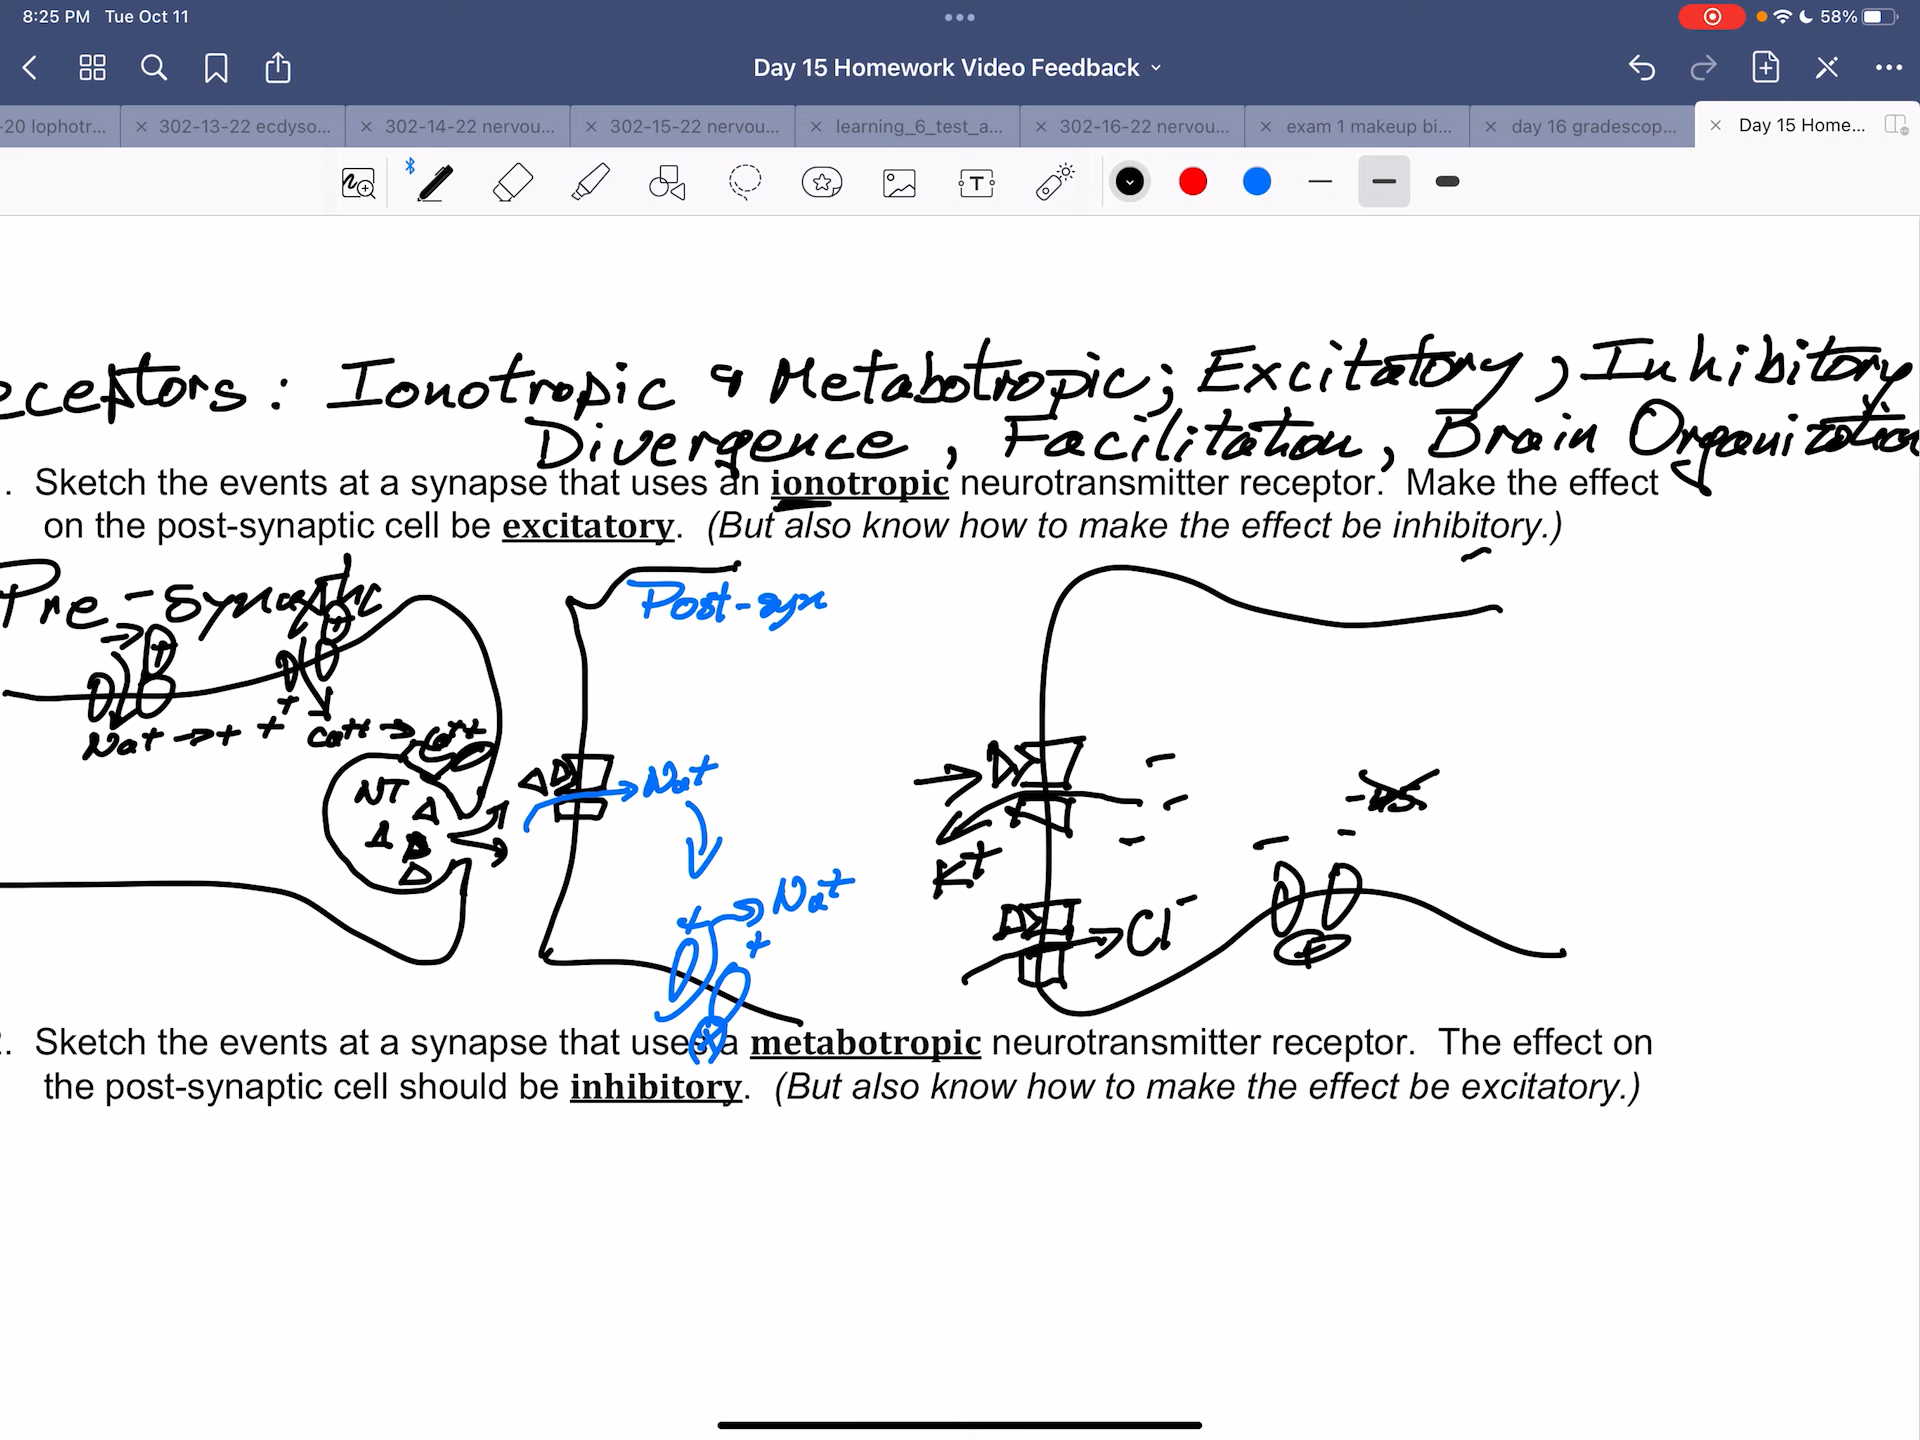 8:25 PM Tue Oct 11
58%
Day 15 Homework Video Feedback
-20 lophotr...
302-13-22 ecdyso...
302-14-22 nervou...
302-15-22 nervou...
learning_6_test_a...
302-16-22 nervou...
exam 1 makeup bi...
day 16 gradescop...
Day 15 Home...
eceptors: Ionotropic & Metabotropic; Excitatory, Inhibitory
Divergence, Facilitation, Brain Organization
. Sketch the events at a synapse that uses an ionotropic neurotransmitter receptor. Make the effect
on the post-synaptic cell be excitatory. (But also know how to make the effect be inhibitory.)
Pre-Synaptic
Post-syn
Na+ → + + +
Ca++ → Ca++
NT
Na+
Na+
K+
Cl-
. Sketch the events at a synapse that uses a metabotropic neurotransmitter receptor. The effect on
the post-synaptic cell should be inhibitory. (But also know how to make the effect be excitatory.)